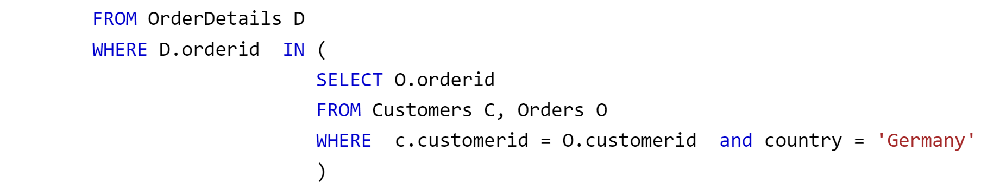 FROM OrderDetails D
WHERE D.orderid  IN (
SELECT O.orderid
FROM Customers C, Orders O
WHERE  c.customerid = O.customerid  and country = 'Germany'
)